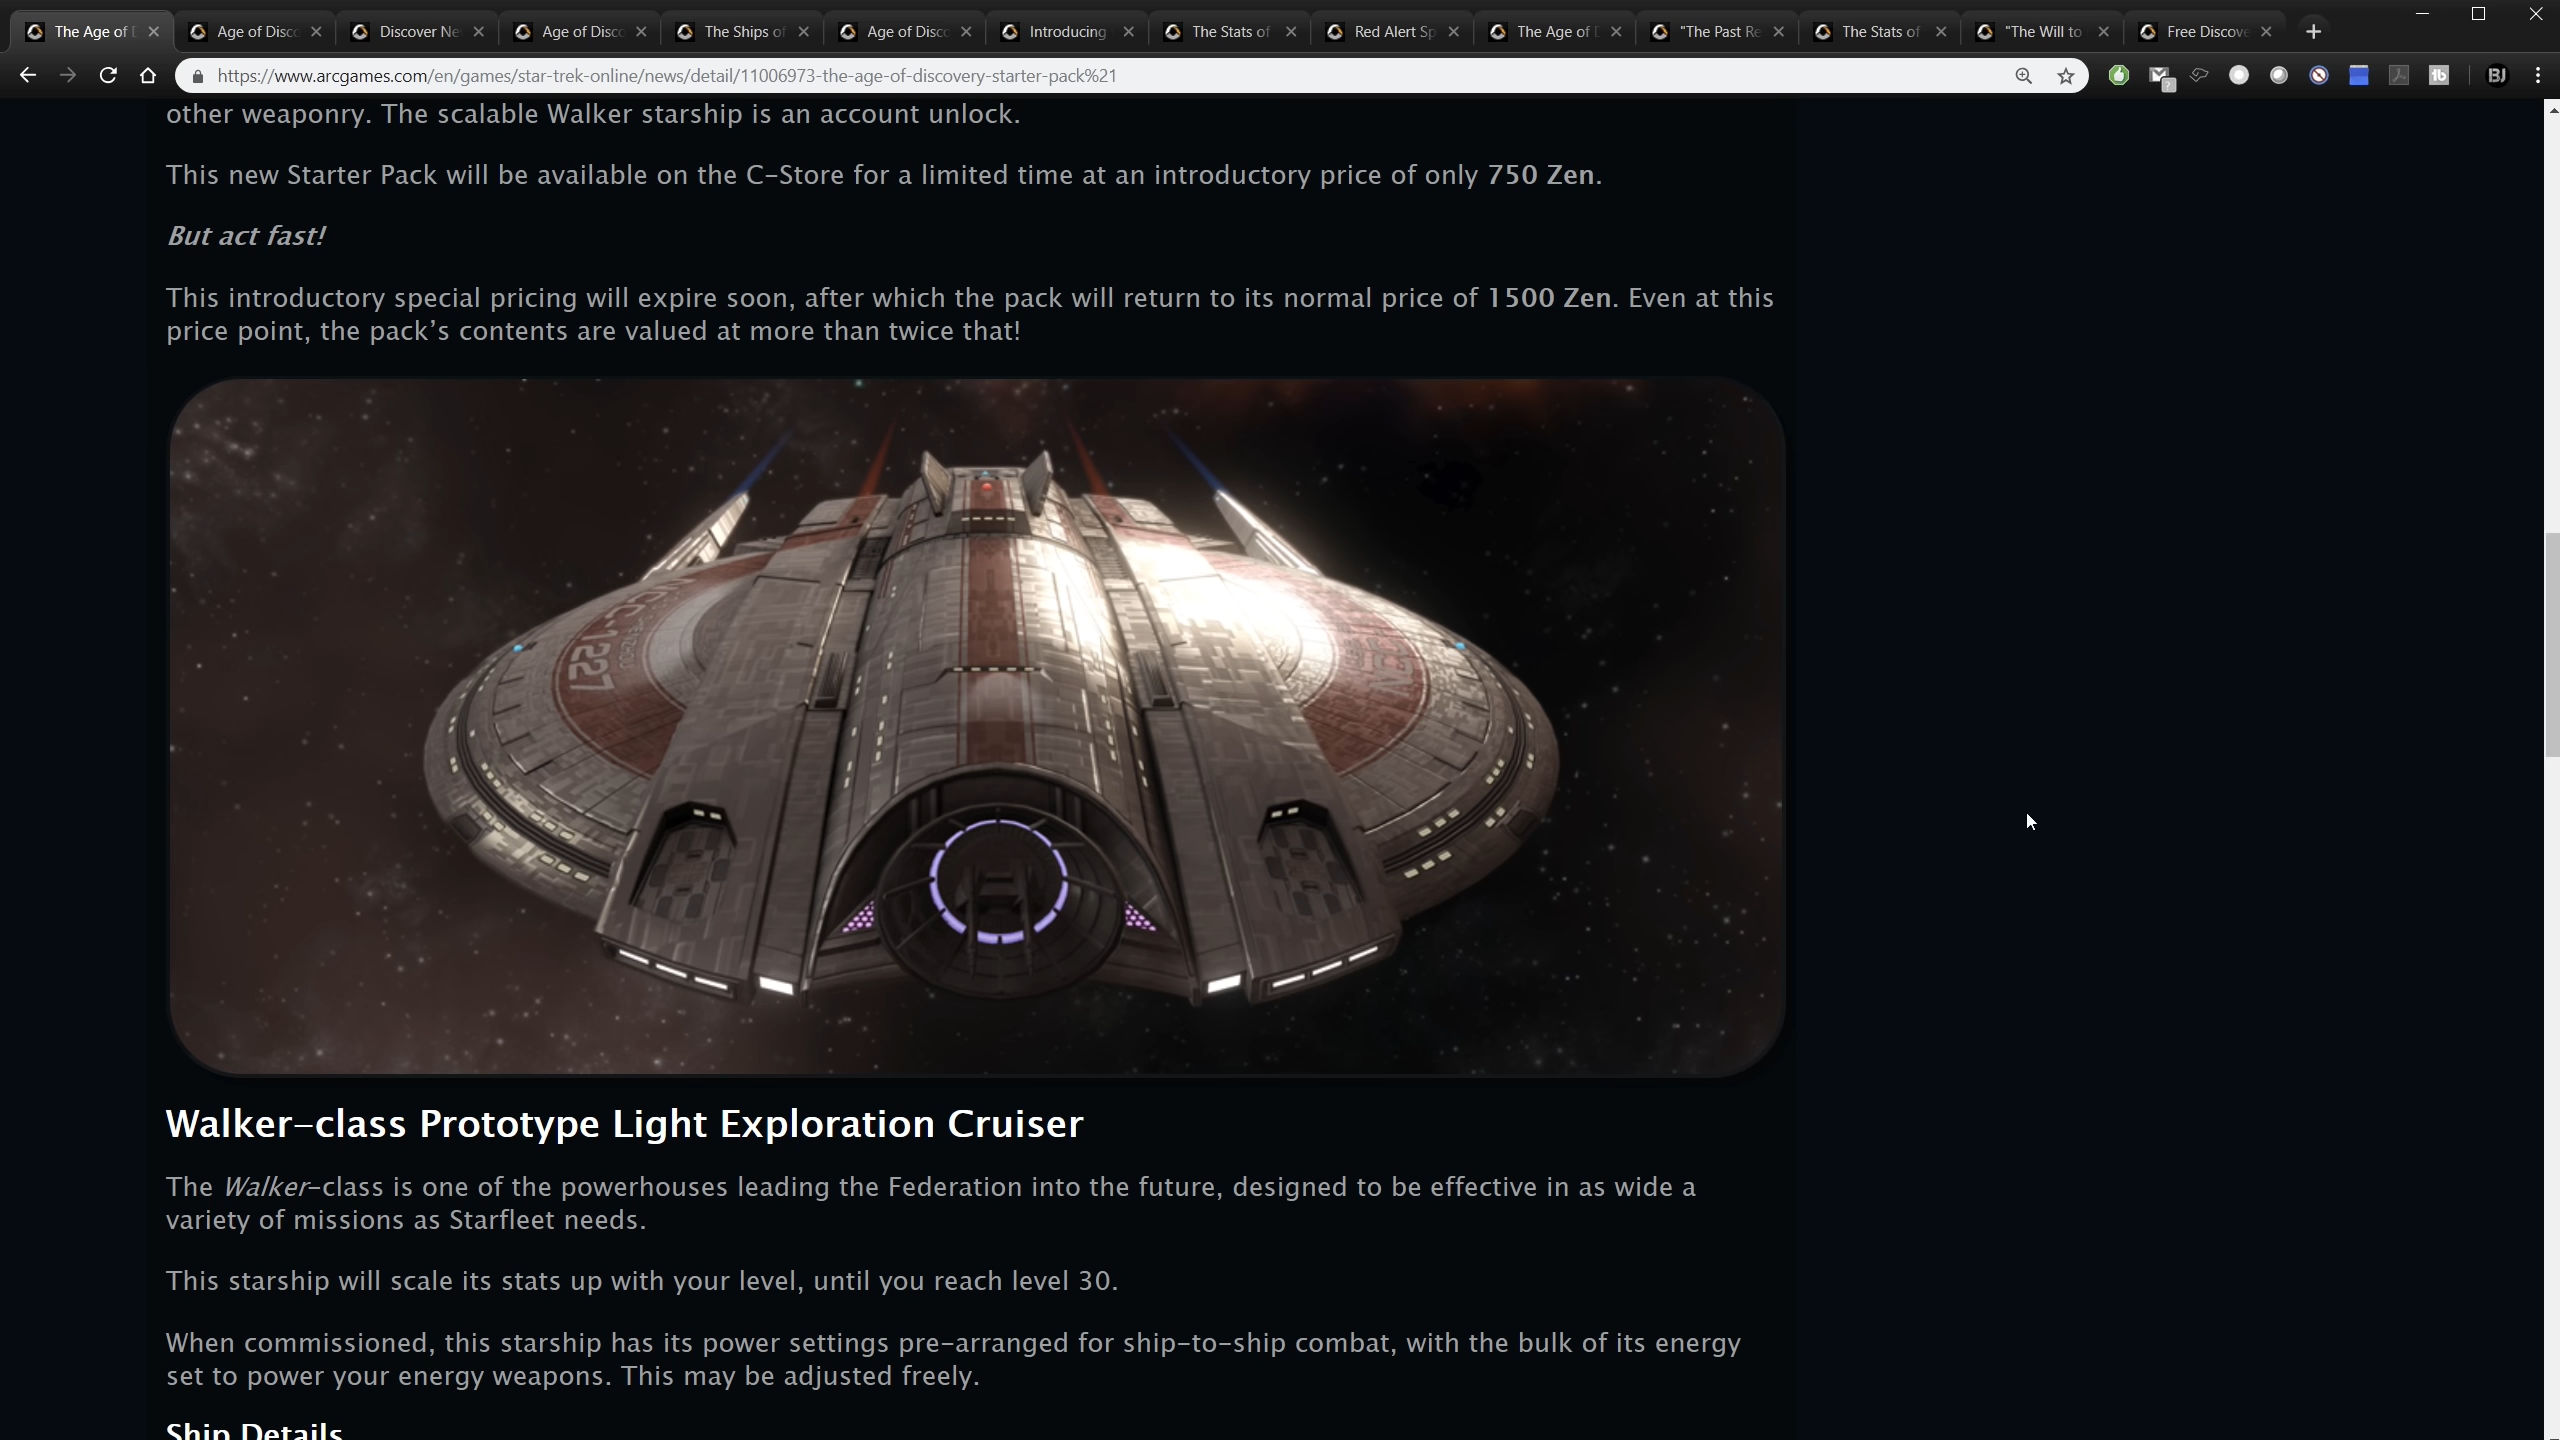 The Age of D
Age of Disco
Discover Ne
Age of Disco
The Ships of
Age of Disco
Introducing
The Stats of
Red Alert Sp
The Age of D
"The Past Re
The Stats of
"The Will to
Free Discove
https://www.arcgames.com/en/games/star-trek-online/news/detail/11006973-the-age-of-discovery-starter-pack%21
BJ
other weaponry. The scalable Walker starship is an account unlock.
This new Starter Pack will be available on the C-Store for a limited time at an introductory price of only 750 Zen.
But act fast!
This introductory special pricing will expire soon, after which the pack will return to its normal price of 1500 Zen. Even at this
price point, the pack’s contents are valued at more than twice that!
NCC-1227
Walker-class Prototype Light Exploration Cruiser
The Walker-class is one of the powerhouses leading the Federation into the future, designed to be effective in as wide a
variety of missions as Starfleet needs.
This starship will scale its stats up with your level, until you reach level 30.
When commissioned, this starship has its power settings pre-arranged for ship-to-ship combat, with the bulk of its energy
set to power your energy weapons. This may be adjusted freely.
Ship Details